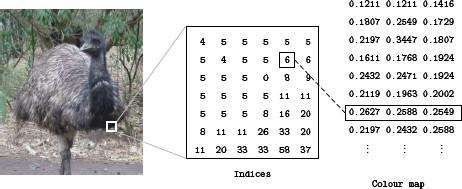 4 5 5 5 5 5
5 4 5 5 6 6
5 5 5 0 8 9
5 5 5 5 11 11
5 5 5 8 16 20
8 11 11 26 33 20
11 20 33 33 58 37
Indices
0.1211 0.1211 0.1416
0.1807 0.2549 0.1729
0.2197 0.3447 0.1807
0.1611 0.1768 0.1924
0.2432 0.2471 0.1924
0.2119 0.1963 0.2002
0.2627 0.2588 0.2549
0.2197 0.2432 0.2588
⋮ ⋮ ⋮
Colour map